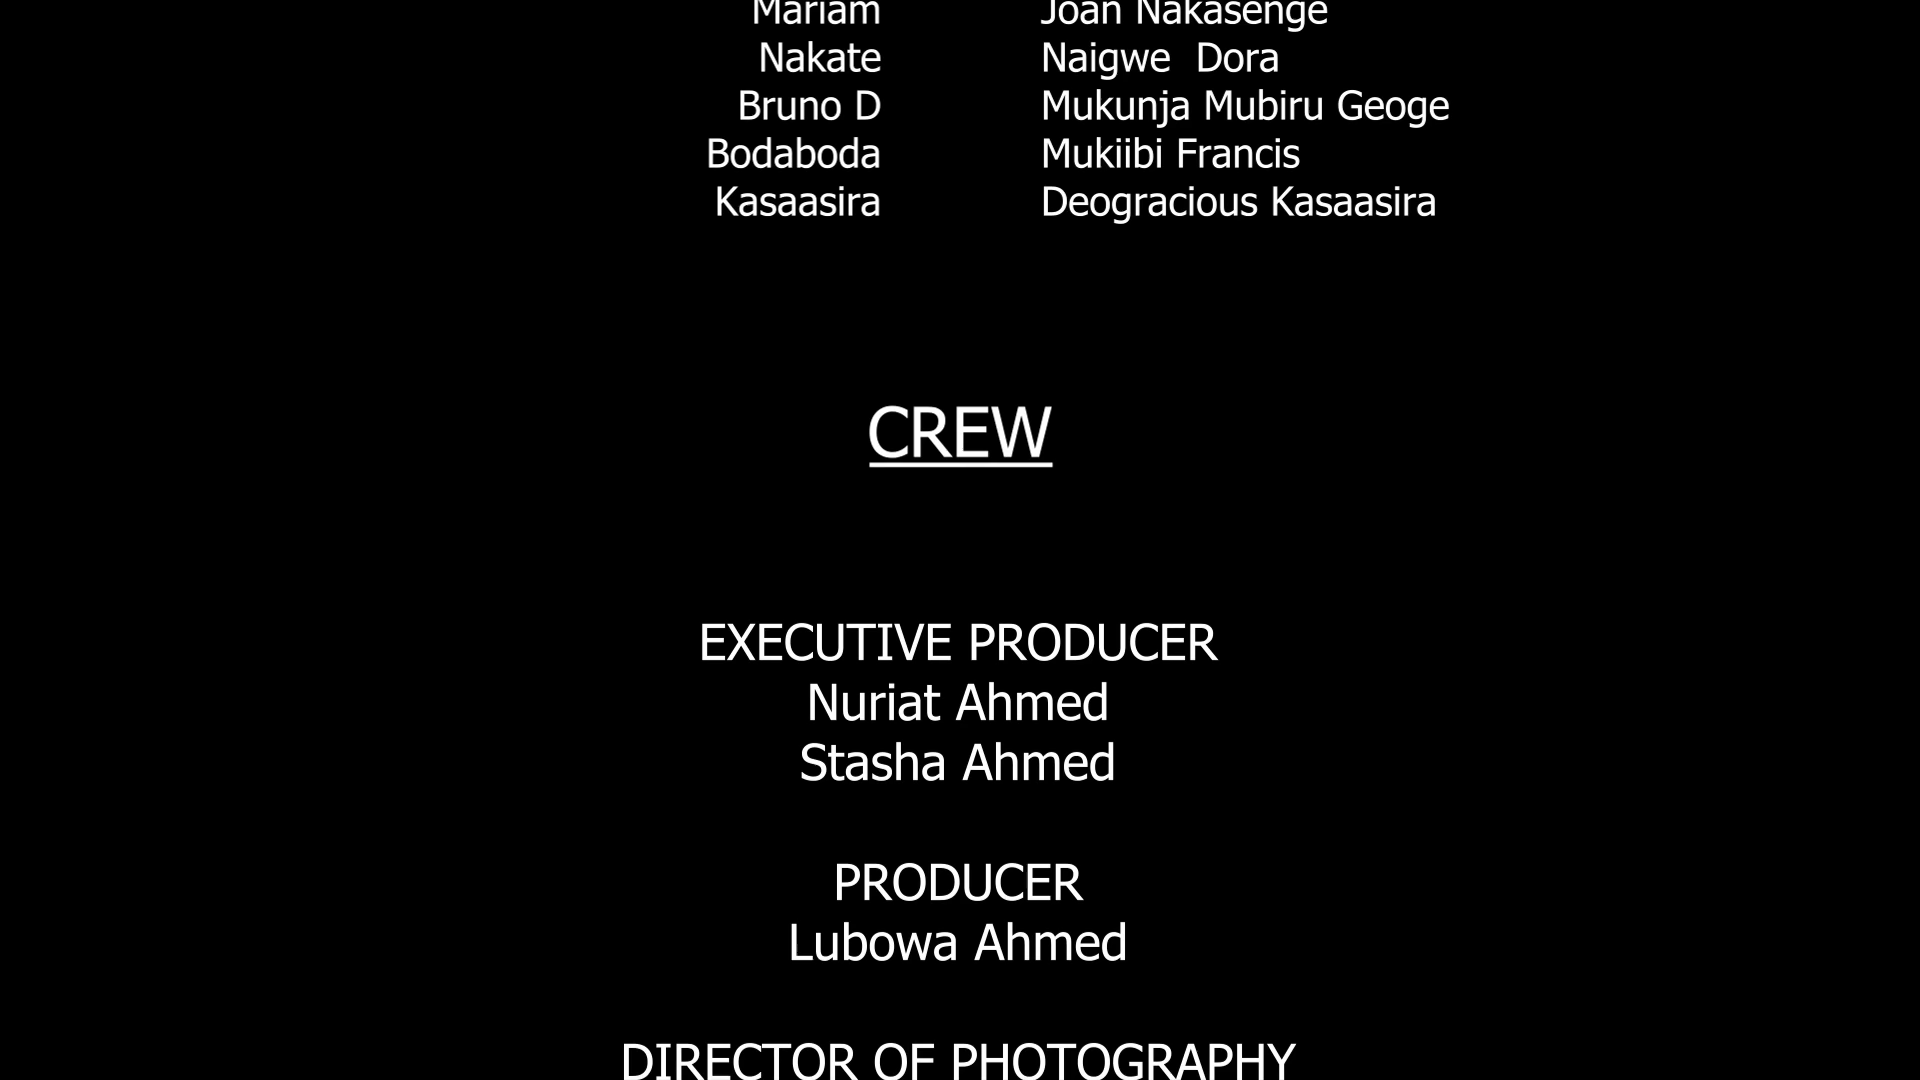 Mariam Joan Nakasenge
Nakate Naigwe  Dora
Bruno D Mukunja Mubiru Geoge
Bodaboda Mukiibi Francis
Kasaasira Deogracious Kasaasira
CREW
EXECUTIVE PRODUCER
Nuriat Ahmed
Stasha Ahmed
PRODUCER
Lubowa Ahmed
DIRECTOR OF PHOTOGRAPHY